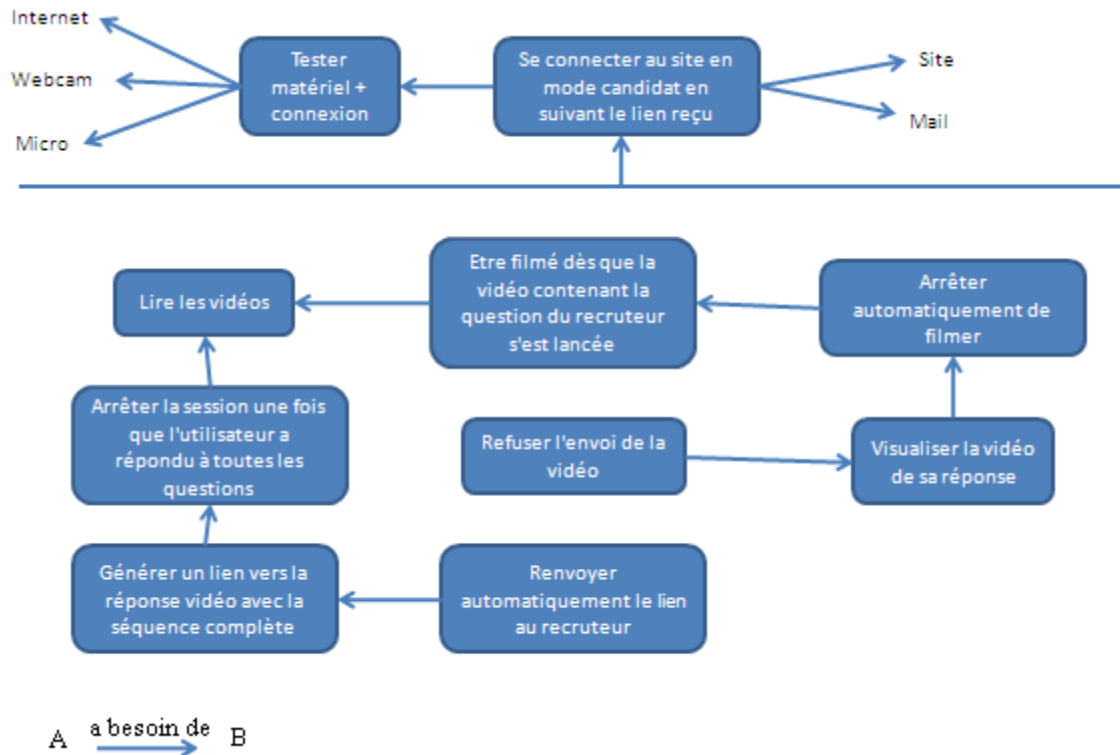 Internet
Webcam
Micro
Tester
matériel +
connexion
Se connecter au site en
mode candidat en
suivant le lien reçu
Site
Mail
Lire les vidéos
Etre filmé dès que la
vidéo contenant la
question du recruteur
s'est lancée
Arrêter
automatiquement de
filmer
Arrêter la session une fois
que l'utilisateur a
répondu à toutes les
questions
Refuser l'envoi de la
vidéo
Visualiser la vidéo
de sa réponse
Générer un lien vers la
réponse vidéo avec la
séquence complète
Renvoyer
automatiquement le lien
au recruteur
A a besoin de B